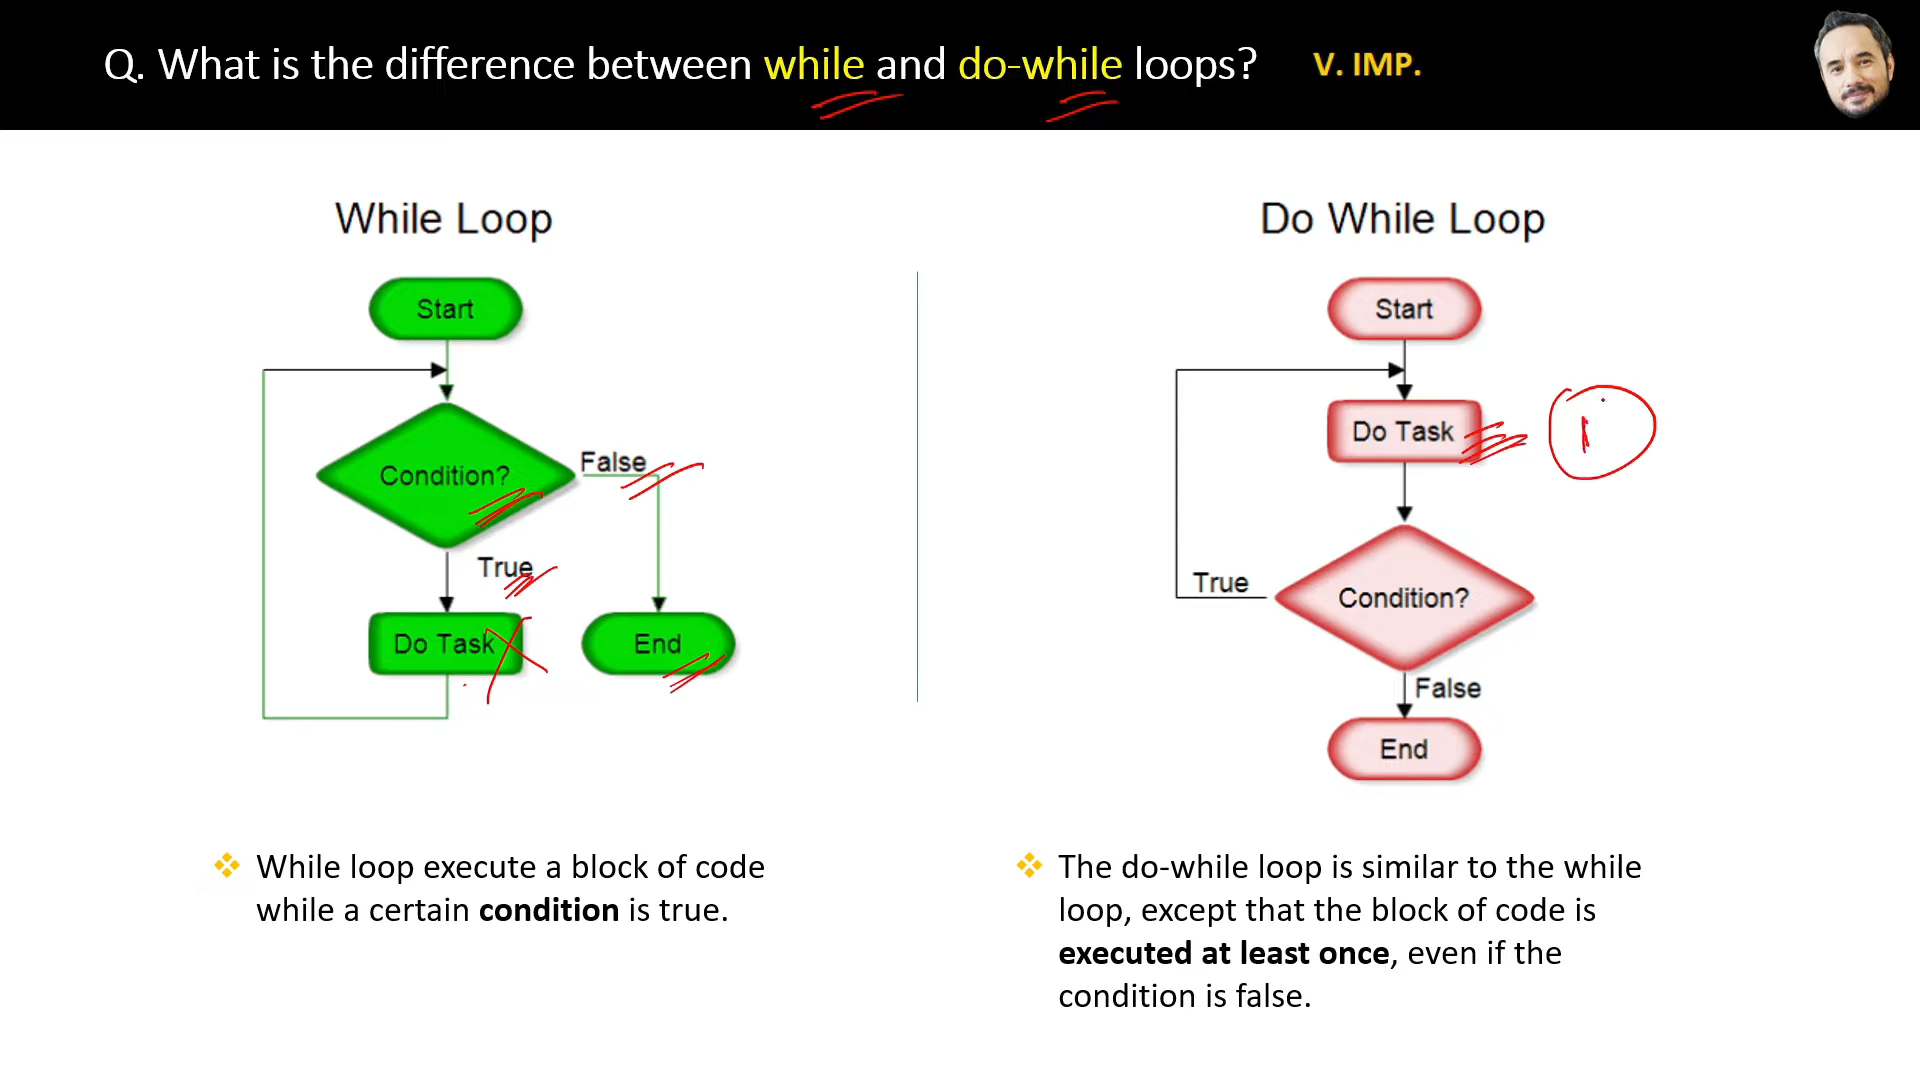 Q. What is the difference between while and do-while loops? V. IMP.
While Loop
Start
Condition?
False
True
Do Task
End
Do While Loop
Start
Do Task
1
Condition?
True
False
End
While loop execute a block of code
while a certain condition is true.
The do-while loop is similar to the while
loop, except that the block of code is
executed at least once, even if the
condition is false.